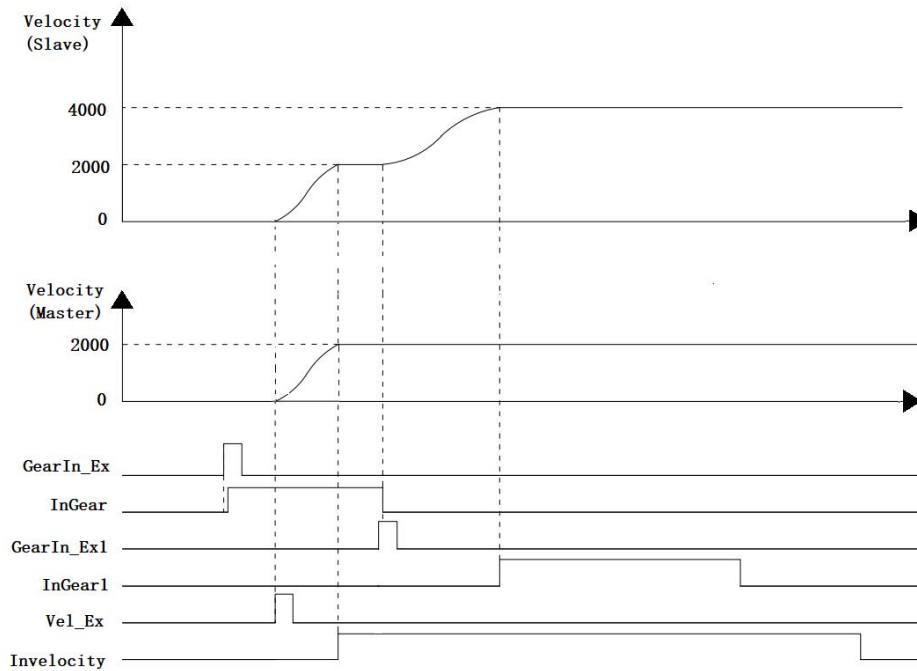 Velocity
(Slave)
4000
2000
0
Velocity
(Master)
2000
0
GearIn_Ex
InGear
GearIn_Ex1
InGear1
Vel_Ex
Invelocity